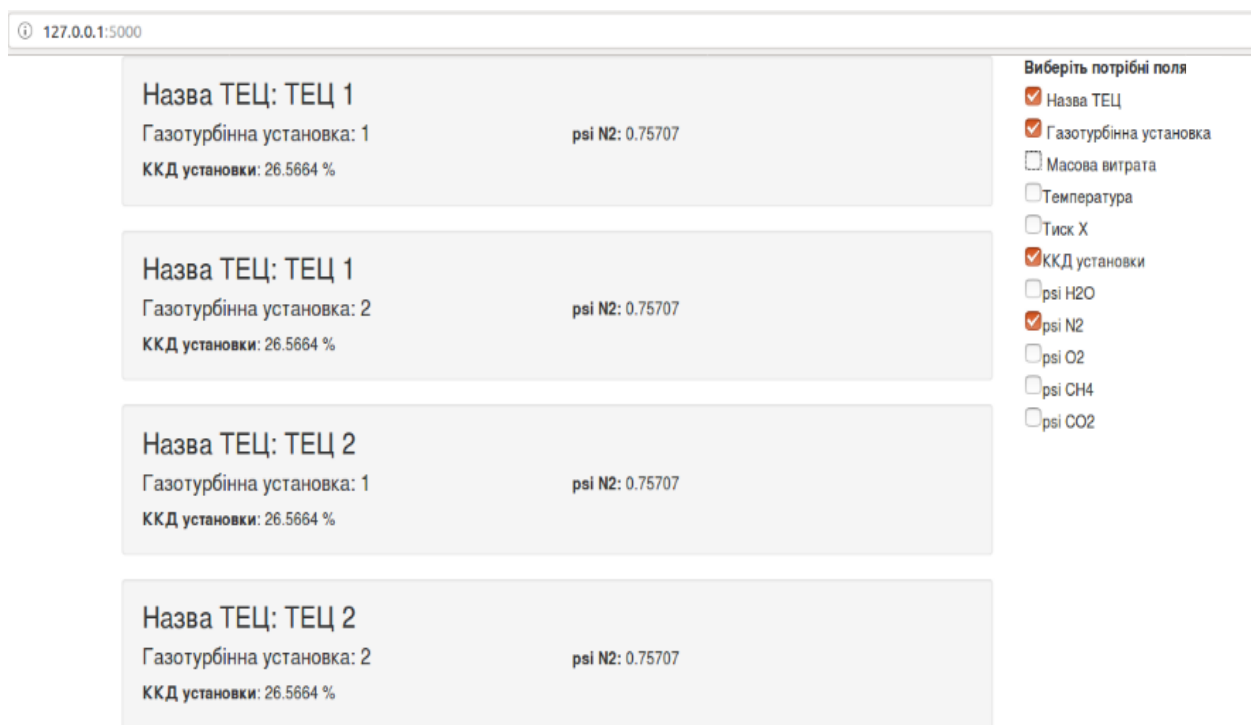 127.0.0.1:5000
Назва ТЕЦ: ТЕЦ 1
Газотурбінна установка: 1
psi N2: 0.75707
ККД установки: 26.5664 %
Назва ТЕЦ: ТЕЦ 1
Газотурбінна установка: 2
psi N2: 0.75707
ККД установки: 26.5664 %
Назва ТЕЦ: ТЕЦ 2
Газотурбінна установка: 1
psi N2: 0.75707
ККД установки: 26.5664 %
Назва ТЕЦ: ТЕЦ 2
Газотурбінна установка: 2
psi N2: 0.75707
ККД установки: 26.5664 %
Виберіть потрібні поля
Назва ТЕЦ
Газотурбінна установка
Масова витрата
Температура
Тиск X
ККД установки
psi H2O
psi N2
psi O2
psi CH4
psi CO2